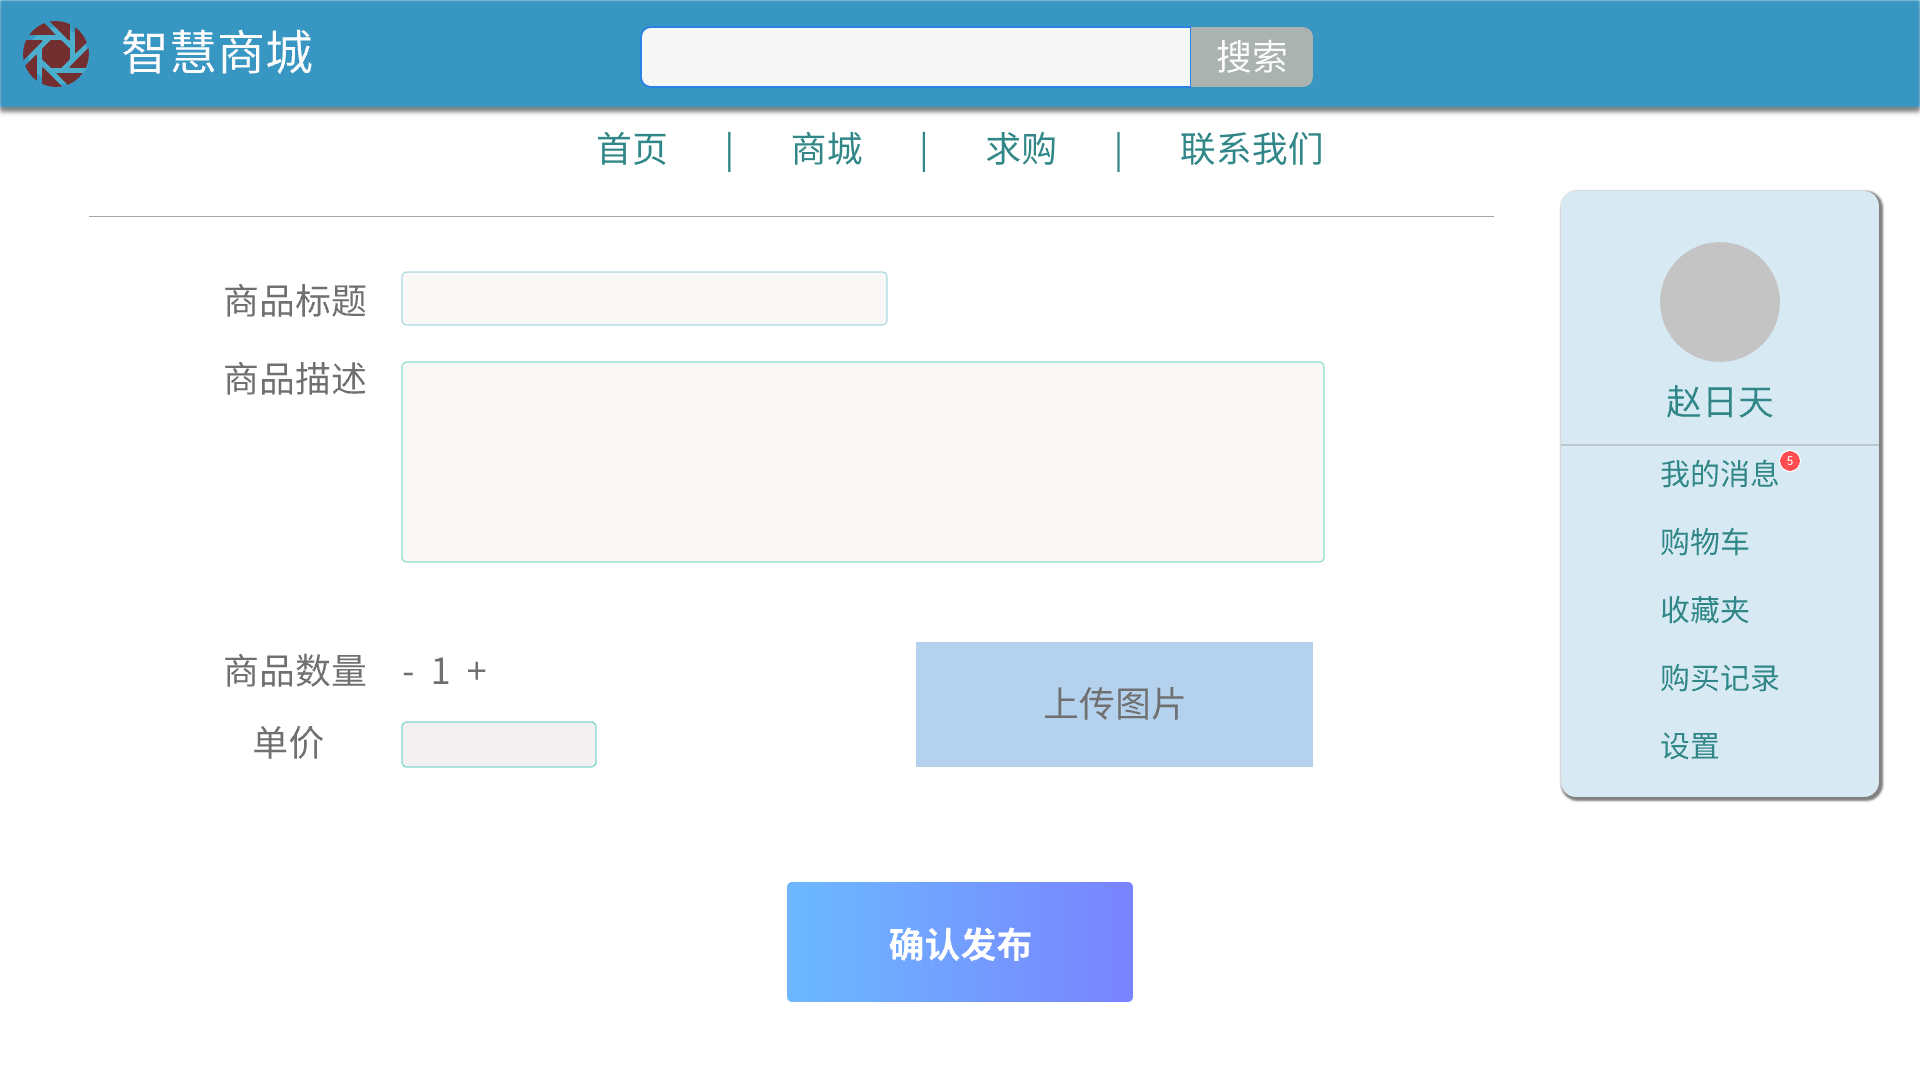 智慧商城
搜索
首页 | 商城 | 求购 | 联系我们
商品标题
商品描述
商品数量 - 1 +
单价
上传图片
确认发布
赵日天
我的消息 5
购物车
收藏夹
购买记录
设置